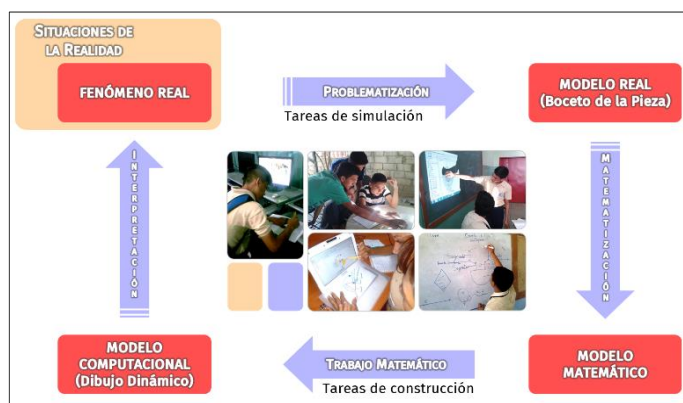 SITUACIONES DE
LA REALIDAD
FENÓMENO REAL
PROBLEMATIZACIÓN
Tareas de simulación
MODELO REAL
(Boceto de la Pieza)
INTERPRETACIÓN
MATEMATIZACIÓN
MODELO
COMPUTACIONAL
(Dibujo Dinámico)
TRABAJO MATEMÁTICO
Tareas de construcción
MODELO
MATEMÁTICO